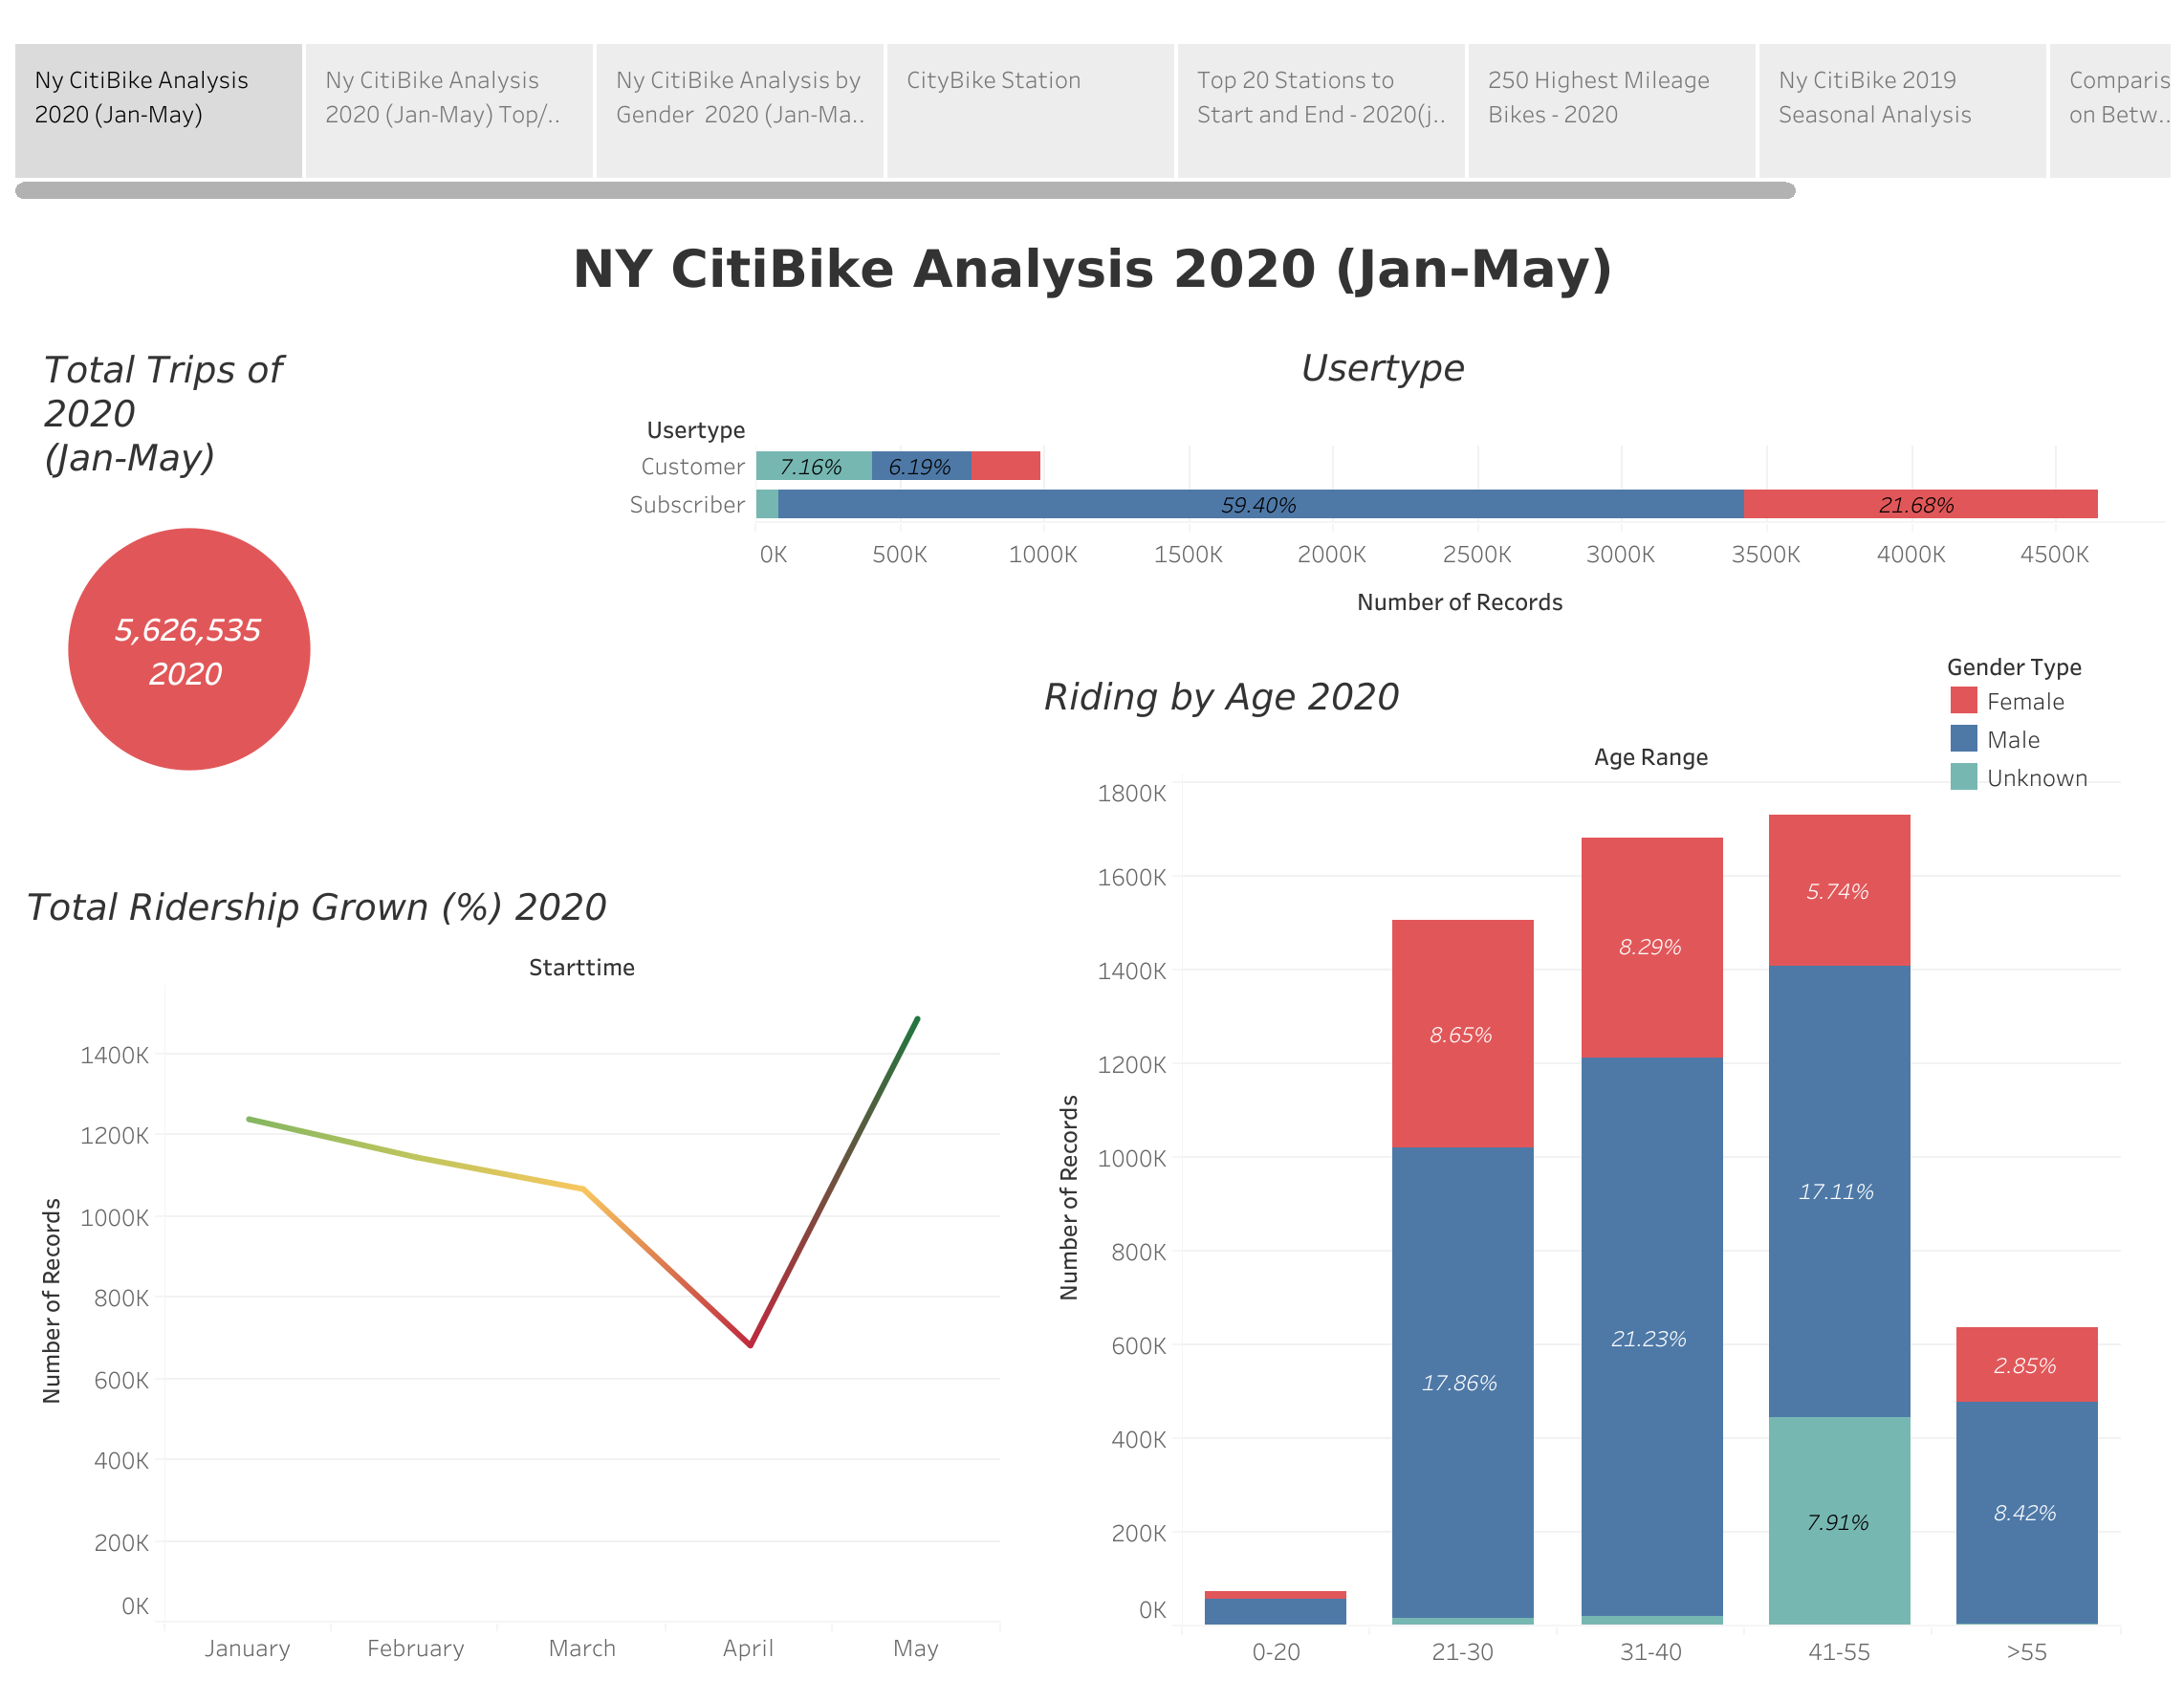 Ny CitiBike Analysis
2020 (Jan-May)
Ny CitiBike Analysis
2020 (Jan-May) Top/..
Ny CitiBike Analysis by
Gender 2020 (Jan-Ma..
CityBike Station
Top 20 Stations to
Start and End - 2020(j..
250 Highest Mileage
Bikes - 2020
Ny CitiBike 2019
Seasonal Analysis
Comparis
on Betw..
NY CitiBike Analysis 2020 (Jan-May)
Total Trips of
2020
(Jan-May)
5,626,535
2020
Usertype
Usertype
Customer
7.16%
6.19%
Subscriber
59.40%
21.68%
0K
500K
1000K
1500K
2000K
2500K
3000K
3500K
4000K
4500K
Number of Records
Gender Type
Female
Male
Unknown
Total Ridership Grown (%) 2020
Starttime
1400K
1200K
1000K
800K
600K
400K
200K
0K
Number of Records
January
February
March
April
May
Riding by Age 2020
Age Range
1800K
1600K
1400K
1200K
1000K
800K
600K
400K
200K
0K
Number of Records
8.65%
17.86%
8.29%
21.23%
5.74%
17.11%
7.91%
2.85%
8.42%
0-20
21-30
31-40
41-55
>55